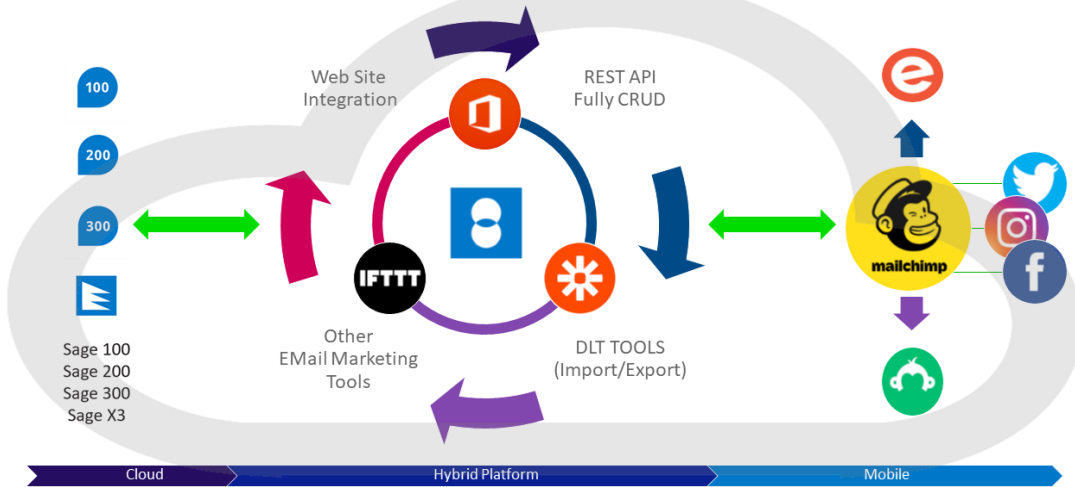 100
200
300
Sage 100
Sage 200
Sage 300
Sage X3
Web Site
Integration
REST API
Fully CRUD
IFTTT
Other
EMail Marketing
Tools
DLT TOOLS
(Import/Export)
e
mailchimp
f
Cloud
Hybrid Platform
Mobile